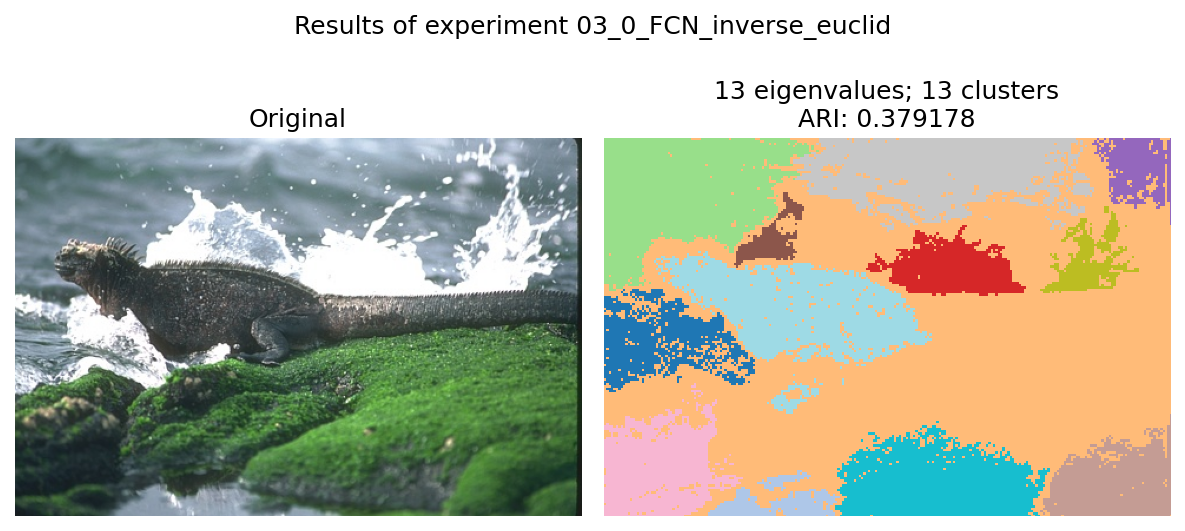 Results of experiment 03_0_FCN_inverse_euclid
Original
13 eigenvalues; 13 clusters
ARI: 0.379178